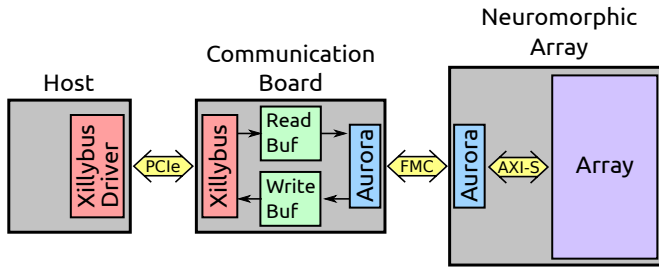 Host
Xillybus
Driver
PCIe
Communication
Board
Xillybus
Read
Buf
Write
Buf
Aurora
FMC
Neuromorphic
Array
Aurora
AXI-S
Array